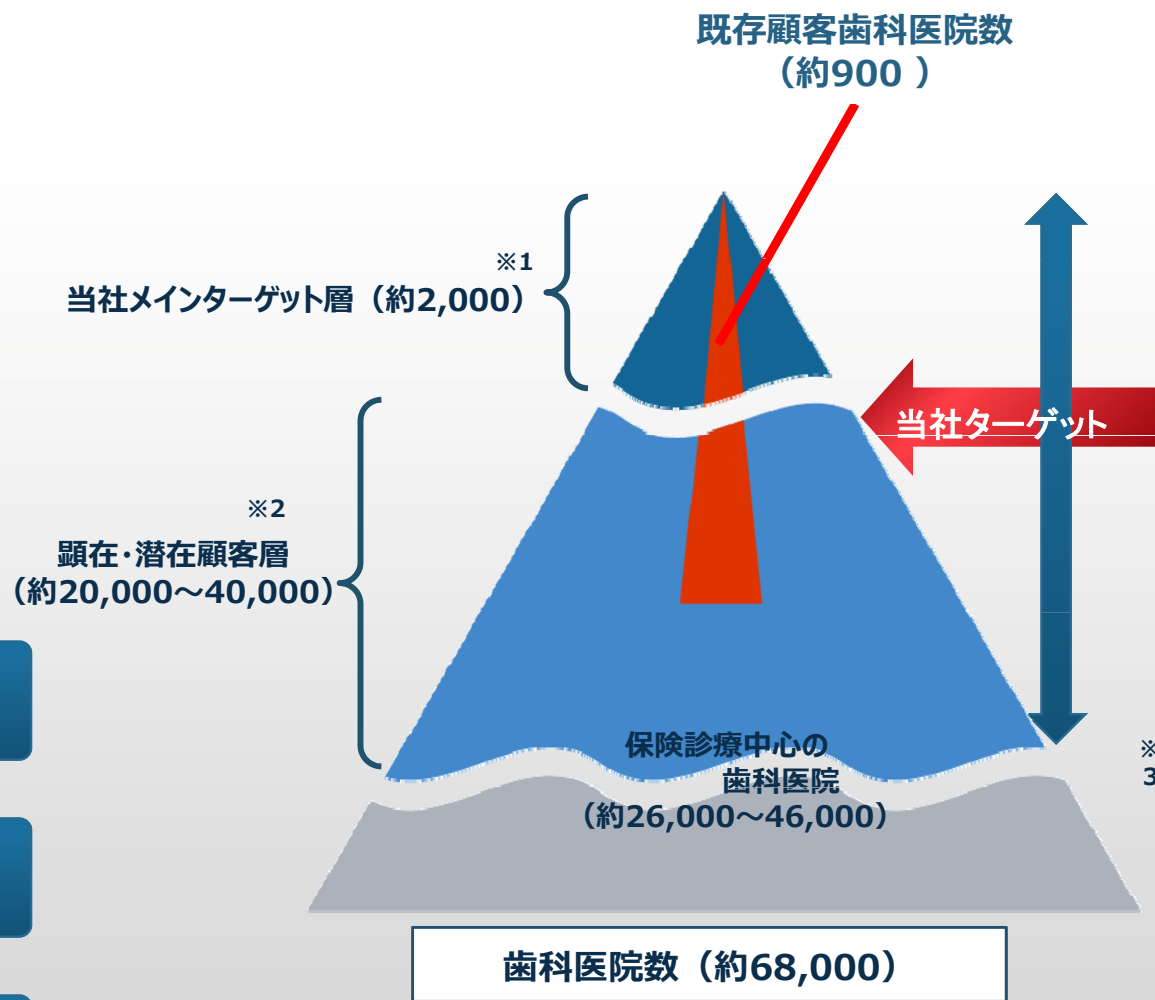 既存顧客歯科医院数
（約900 ）
※1
当社メインターゲット層（約2,000）
当社ターゲット
※2
顕在・潜在顧客層
（約20,000～40,000）
保険診療中心の
歯科医院
（約26,000～46,000）
※
3
歯科医院数（約68,000）